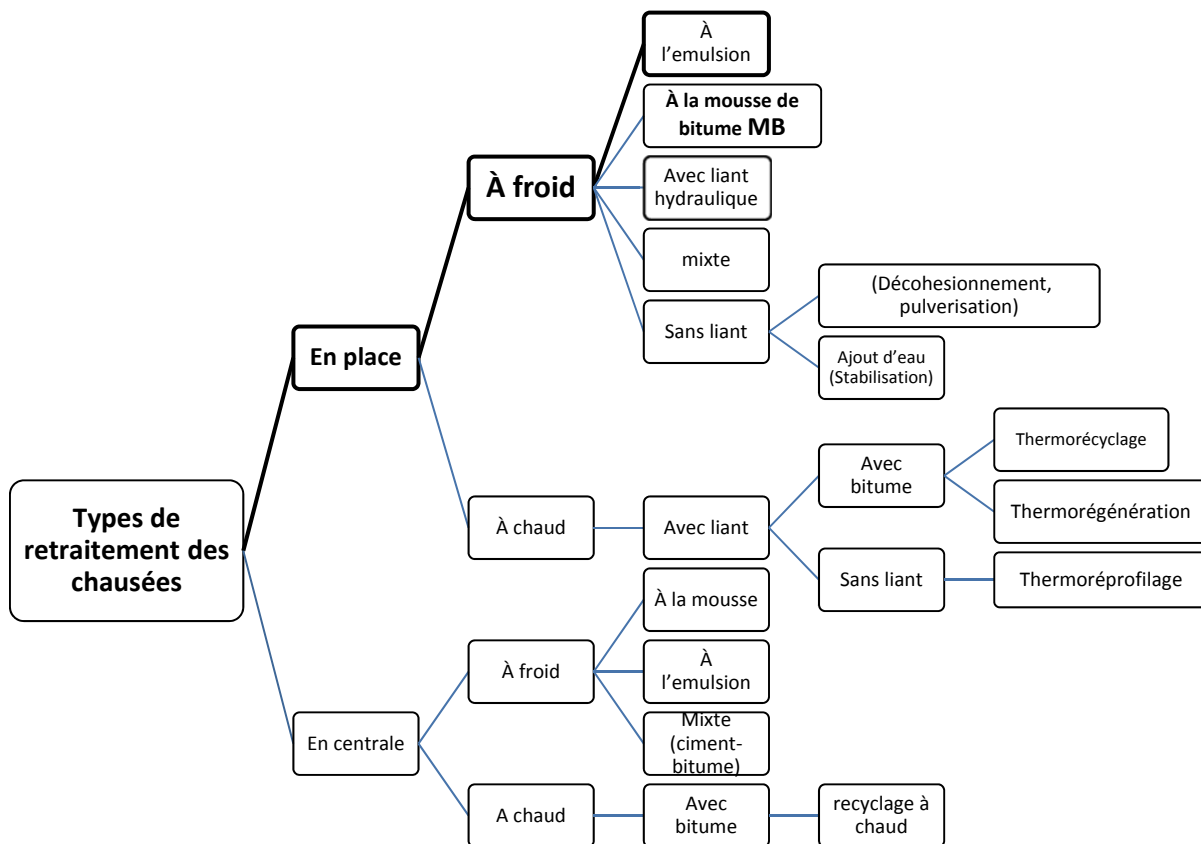 Types de
retraitement des
chausées
En place
À froid
À
l’emulsion
À la mousse de
bitume MB
Avec liant
hydraulique
mixte
Sans liant
(Décohesionnement,
pulverisation)
Ajout d’eau
(Stabilisation)
À chaud
Avec liant
Avec
bitume
Thermorécyclage
Thermorégénération
Sans liant
Thermoréprofilage
En centrale
À froid
À la mousse
À
l’emulsion
Mixte
(ciment-
bitume)
A chaud
Avec
bitume
recyclage à
chaud